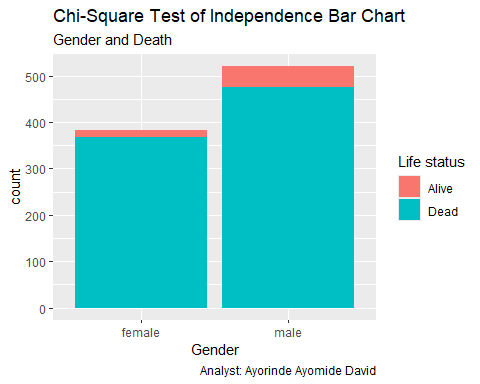 Chi-Square Test of Independence Bar Chart
Gender and Death
500
400
300
200
100
0
count
female male
Gender
Life status
Alive
Dead
Analyst: Ayorinde Ayomide David